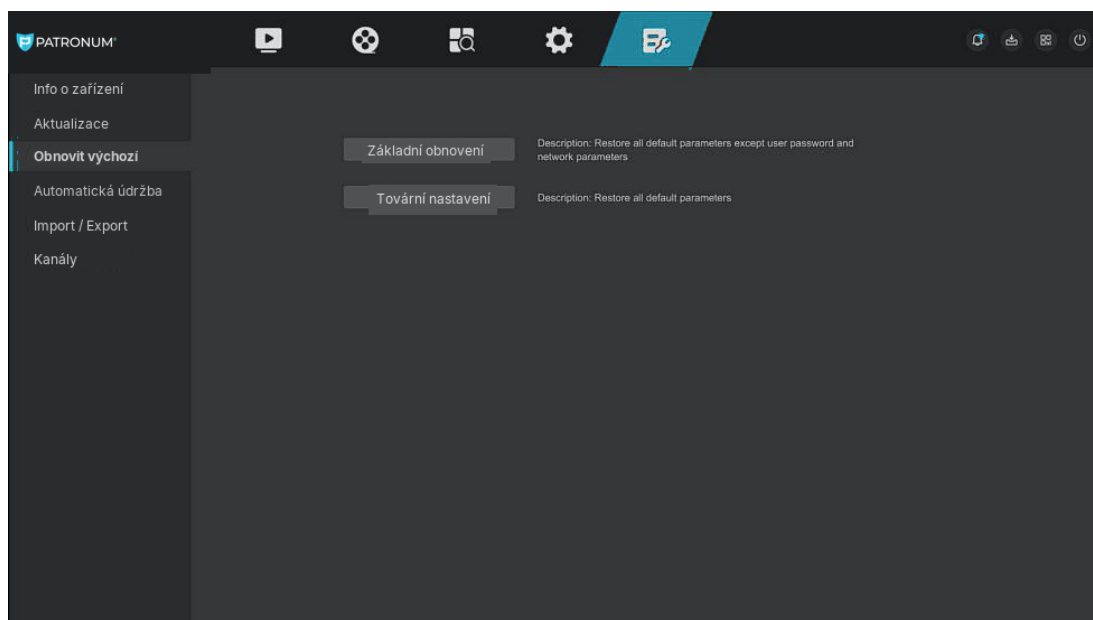 PATRONUM®
Info o zařízení
Aktualizace
Obnovit výchozí
Automatická údržba
Import / Export
Kanály
Základní obnovení
Description: Restore all default parameters except user password and
network parameters
Tovární nastavení
Description: Restore all default parameters